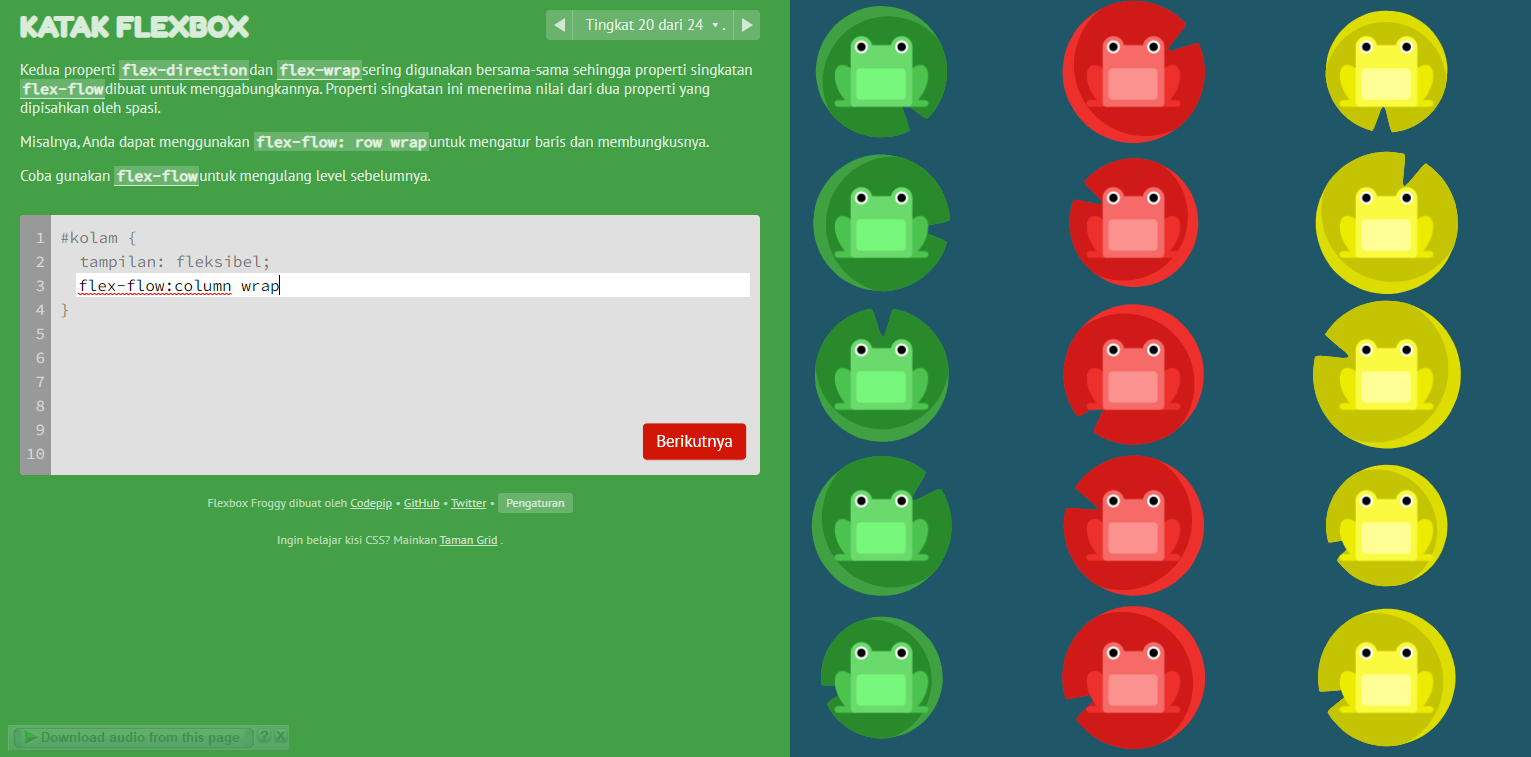 KATAK FLEXBOX
Tingkat 20 dari 24 ▾ .
Kedua properti flex-direction dan flex-wrap sering digunakan bersama-sama sehingga properti singkatan
flex-flow dibuat untuk menggabungkannya. Properti singkatan ini menerima nilai dari dua properti yang
dipisahkan oleh spasi.
Misalnya, Anda dapat menggunakan flex-flow: row wrap untuk mengatur baris dan membungkusnya.
Coba gunakan flex-flow untuk mengulang level sebelumnya.
1 #kolam {
2 tampilan: fleksibel;
3 flex-flow:column wrap
4 }
5
6
7
8
9
10
Berikutnya
Flexbox Froggy dibuat oleh Codepip • GitHub • Twitter • Pengaturan
Ingin belajar kisi CSS? Mainkan Taman Grid .
Download audio from this page ? X